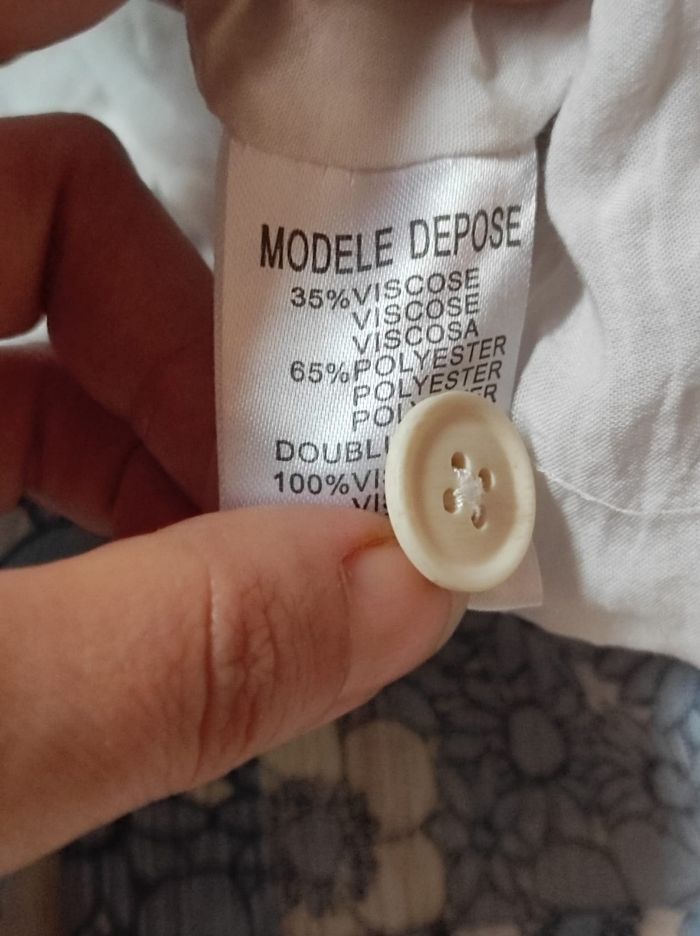 MODELE DEPOSE
35%VISCOSE
VISCOSE
VISCOSA
65%POLYESTER
POLYESTER
100%